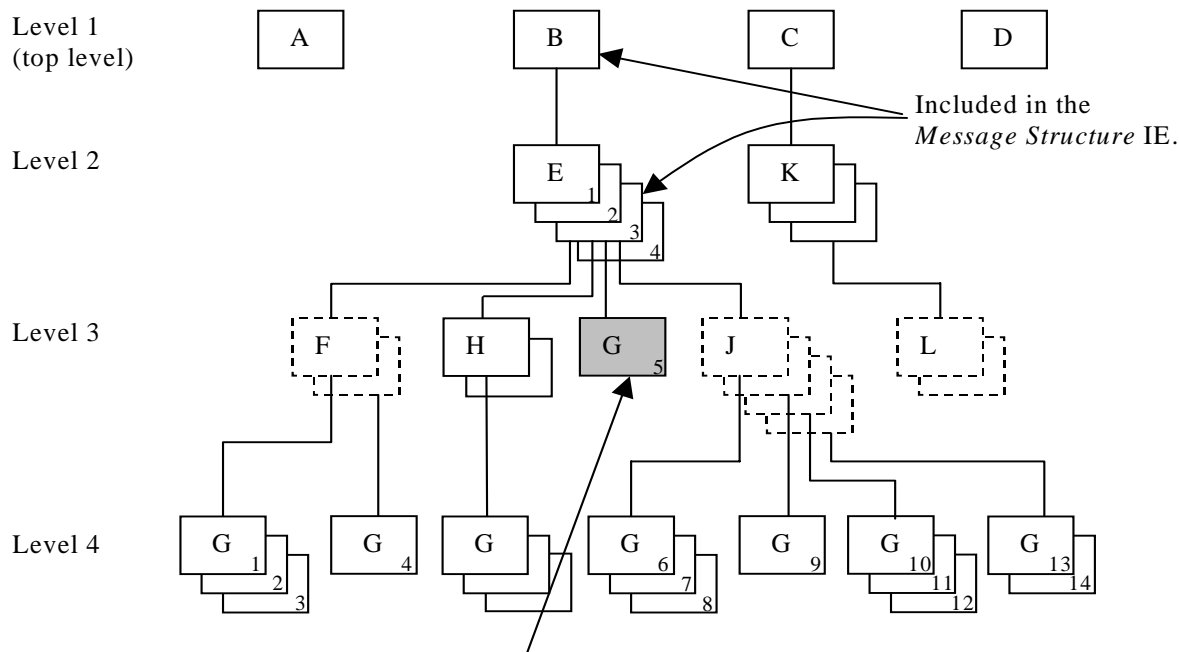 Level 1
(top level)
A
B
C
D
Included in the
Message Structure IE.
Level 2
E
1
2
3
4
K
Level 3
F
H
G
5
J
L
Level 4
G
1
2
3
G
4
G
G
6
7
8
G
9
G
10
11
12
G
13
14